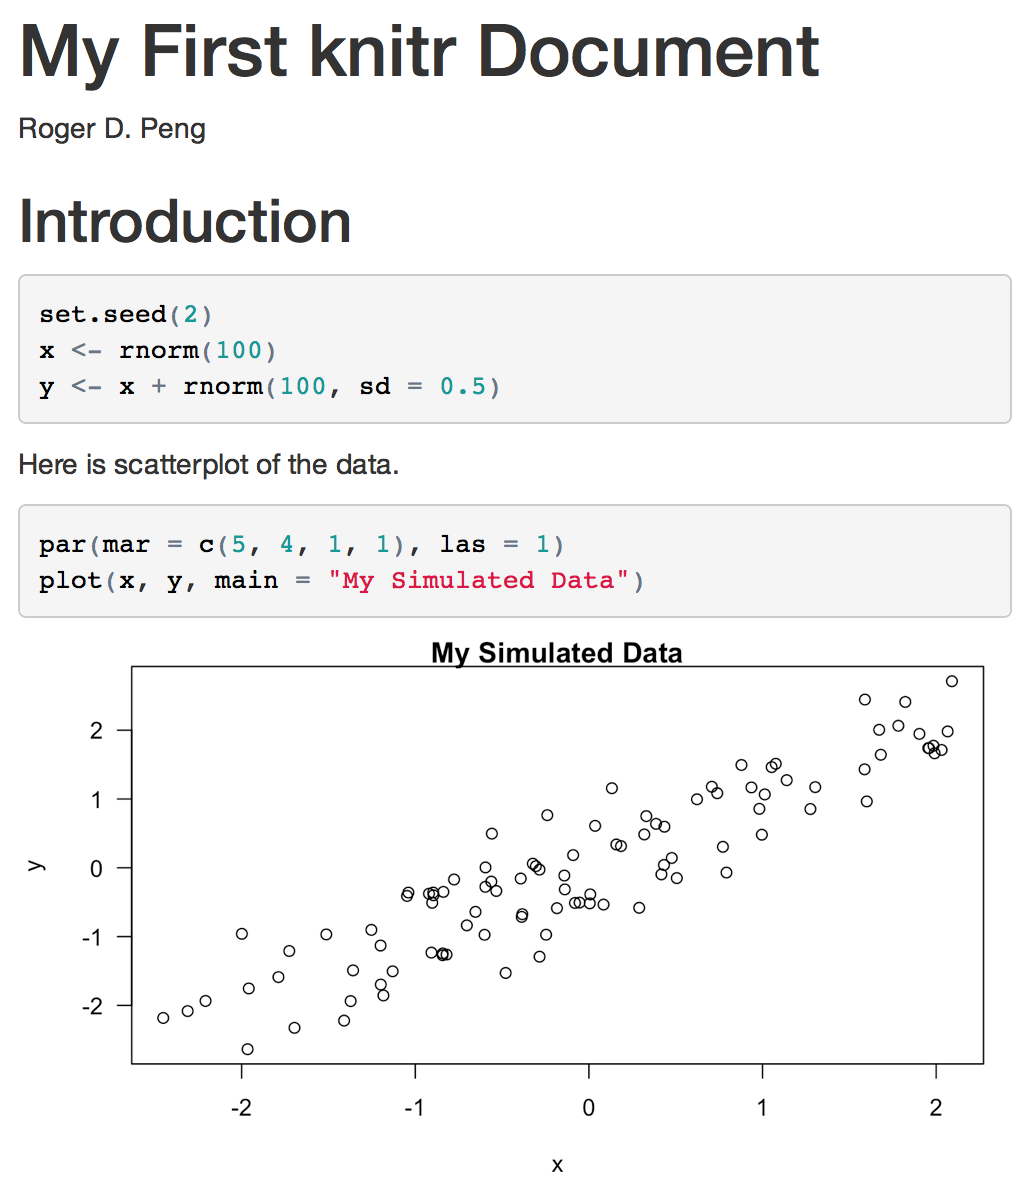 My First knitr Document
Roger D. Peng
Introduction
set.seed(2)
x <- rnorm(100)
y <- x + rnorm(100, sd = 0.5)
Here is scatterplot of the data.
par(mar = c(5, 4, 1, 1), las = 1)
plot(x, y, main = "My Simulated Data")
My Simulated Data
2
1
0
-1
-2
y
-2 -1 0 1 2
x